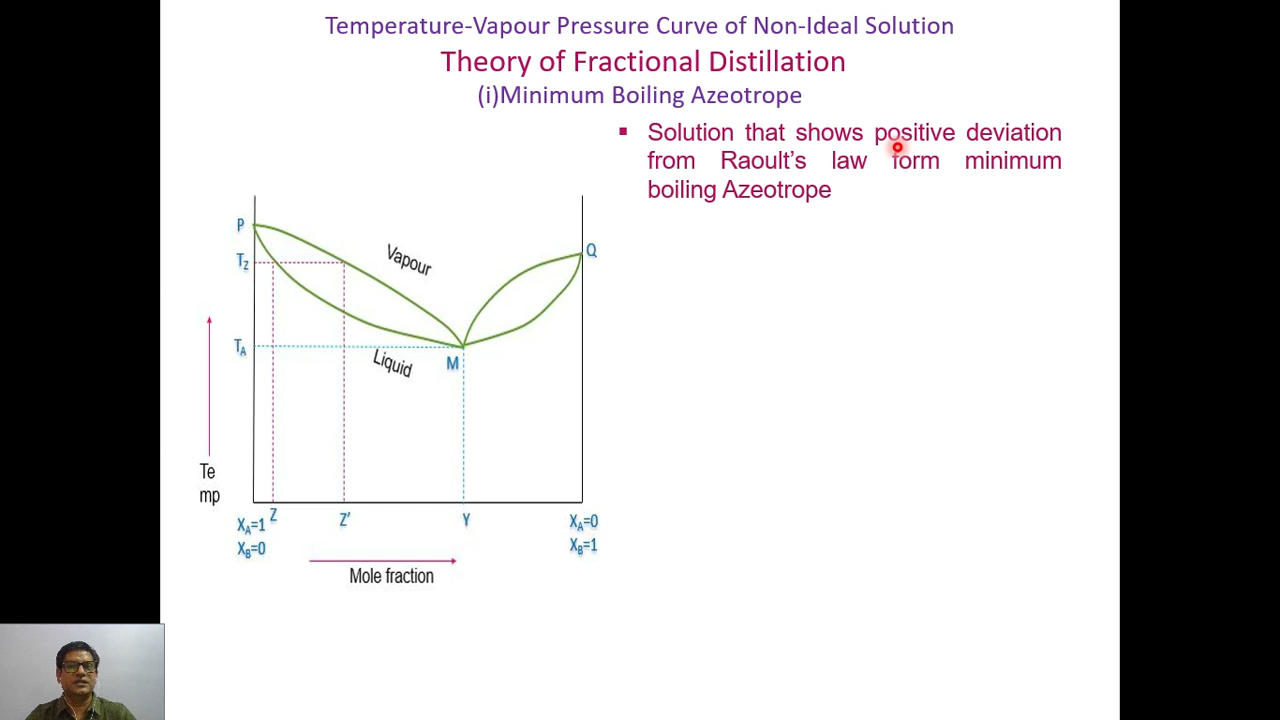 Temperature-Vapour Pressure Curve of Non-Ideal Solution
Theory of Fractional Distillation
(i)Minimum Boiling Azeotrope
▪ Solution that shows positive deviation
from Raoult’s law form minimum
boiling Azeotrope
P
Q
Vapour
TZ
TA
Liquid
M
Te
mp
XA=1
Z
Z'
Y
XA=0
XB=0
XB=1
Mole fraction